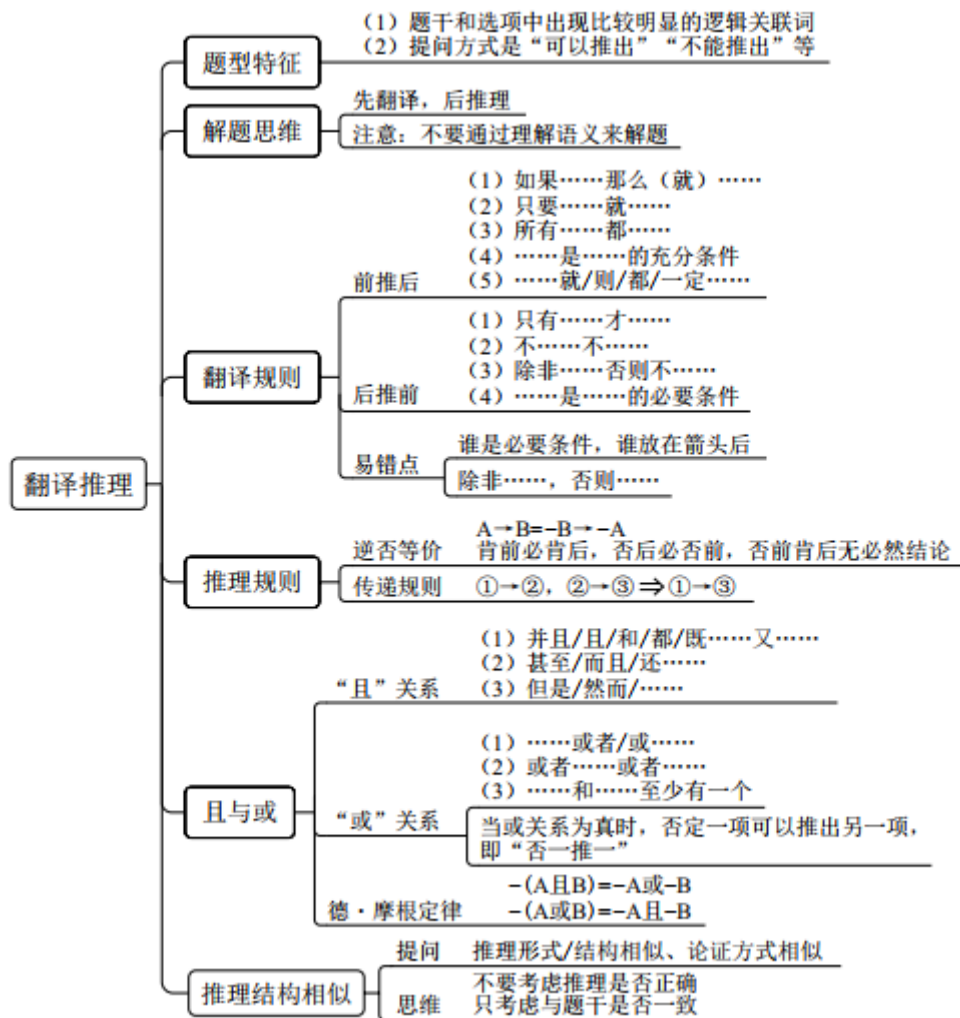 翻译推理
题型特征
（1）题干和选项中出现比较明显的逻辑关联词
（2）提问方式是“可以推出”“不能推出”等
解题思维
先翻译，后推理
注意：不要通过理解语义来解题
翻译规则
前推后
（1）如果……那么（就）……
（2）只要……就……
（3）所有……都……
（4）……是……的充分条件
（5）……就/则/都/一定……
后推前
（1）只有……才……
（2）不……不……
（3）除非……否则不……
（4）……是……的必要条件
易错点
谁是必要条件，谁放在箭头后
除非……，否则……
推理规则
逆否等价
A→B=-B→-A
肯前必肯后，否后必否前，否前肯后无必然结论
传递规则
①→②，②→③⇒①→③
且与或
“且”关系
（1）并且/且/和/都/既……又……
（2）甚至/而且/还……
（3）但是/然而/……
“或”关系
（1）……或者/或……
（2）或者……或者……
（3）……和……至少有一个
当或关系为真时，否定一项可以推出另一项，
即“否一推一”
德·摩根定律
-(A且B)=-A或-B
-(A或B)=-A且-B
推理结构相似
提问
推理形式/结构相似、论证方式相似
思维
不要考虑推理是否正确
只考虑与题干是否一致